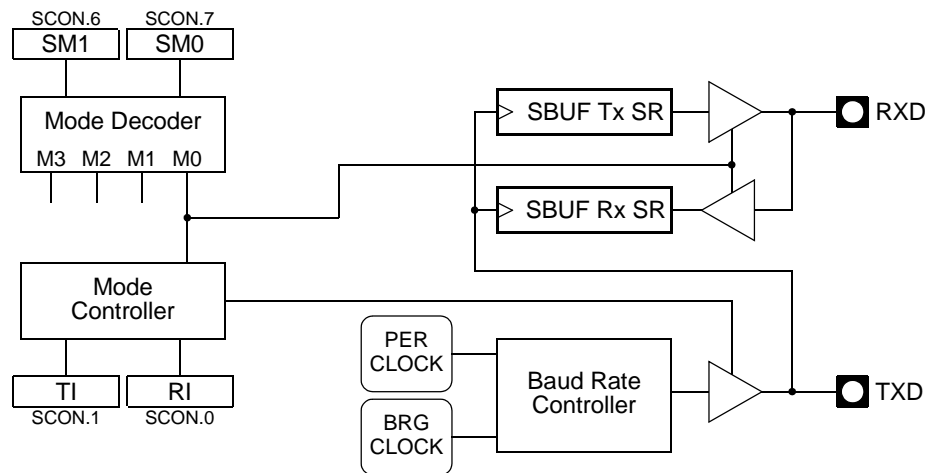 SCON.6
SCON.7
SM1
SM0
Mode Decoder
M3
M2
M1
M0
SBUF Tx SR
RXD
SBUF Rx SR
Mode
Controller
TI
RI
SCON.1
SCON.0
PER
CLOCK
BRG
CLOCK
Baud Rate
Controller
TXD